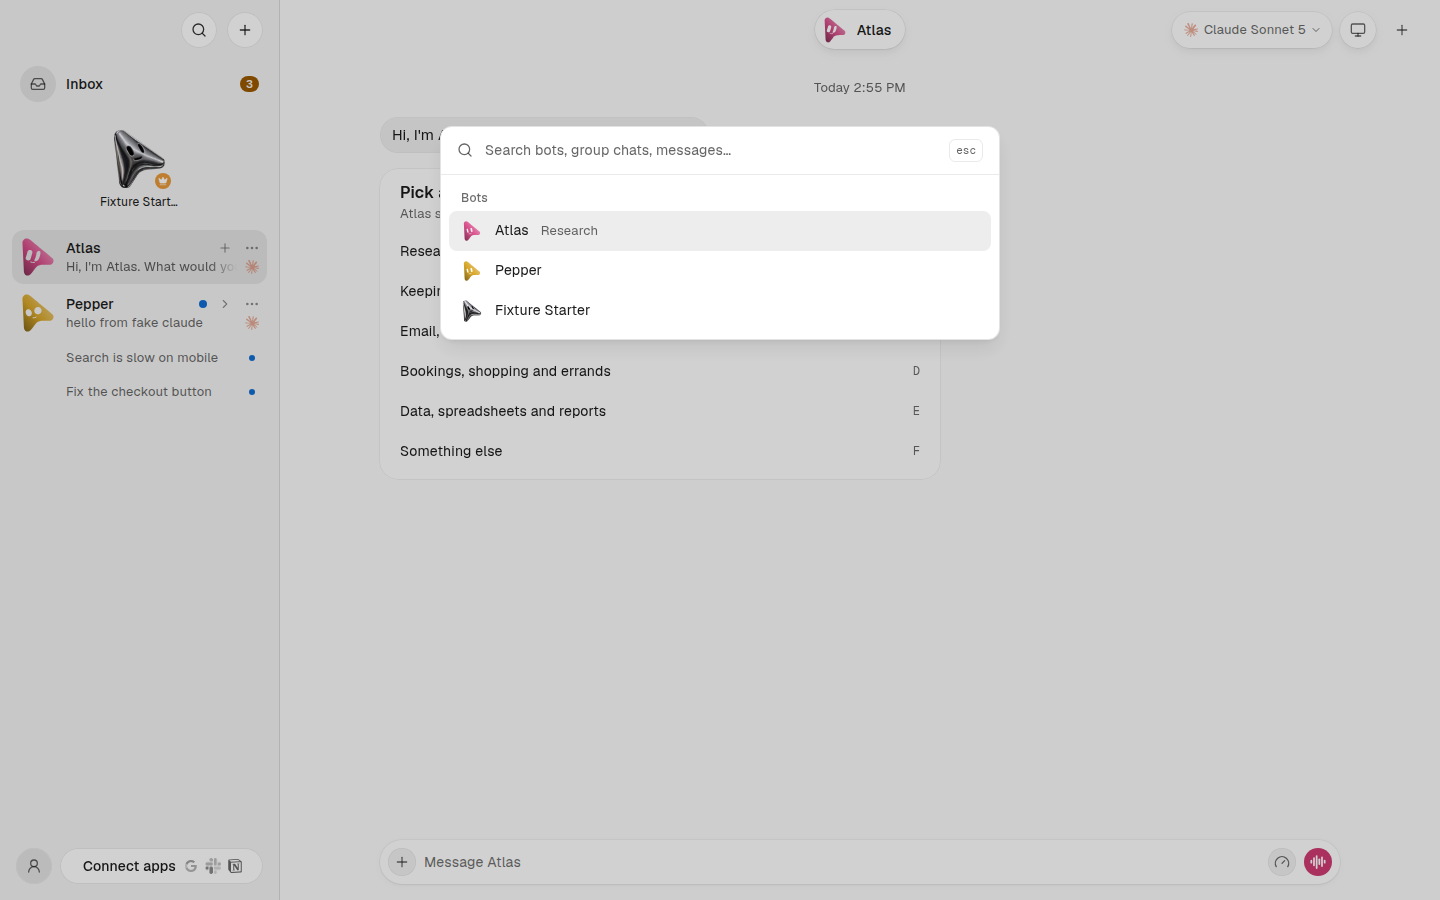 Inbox
3
Fixture Start...
Atlas
Hi, I'm Atlas. What would yo
Pepper
hello from fake claude
Search is slow on mobile
Fix the checkout button
Connect apps
Atlas
Claude Sonnet 5
Today 2:55 PM
Hi, I'm
Search bots, group chats, messages...
esc
Bots
Atlas Research
Pepper
Fixture Starter
Pick
Atlas s
Resea
Keepin
Email,
Bookings, shopping and errands D
Data, spreadsheets and reports E
Something else F
Message Atlas